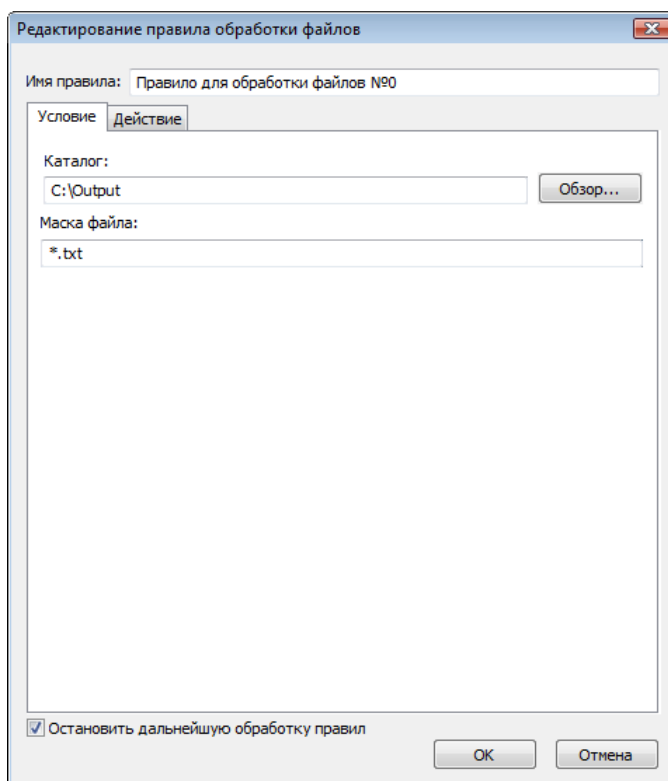 Редактирование правила обработки файлов
Имя правила: Правило для обработки файлов №0
Условие Действие
Каталог:
C:\Output Обзор...
Маска файла:
*.txt
Остановить дальнейшую обработку правил
ОК Отмена